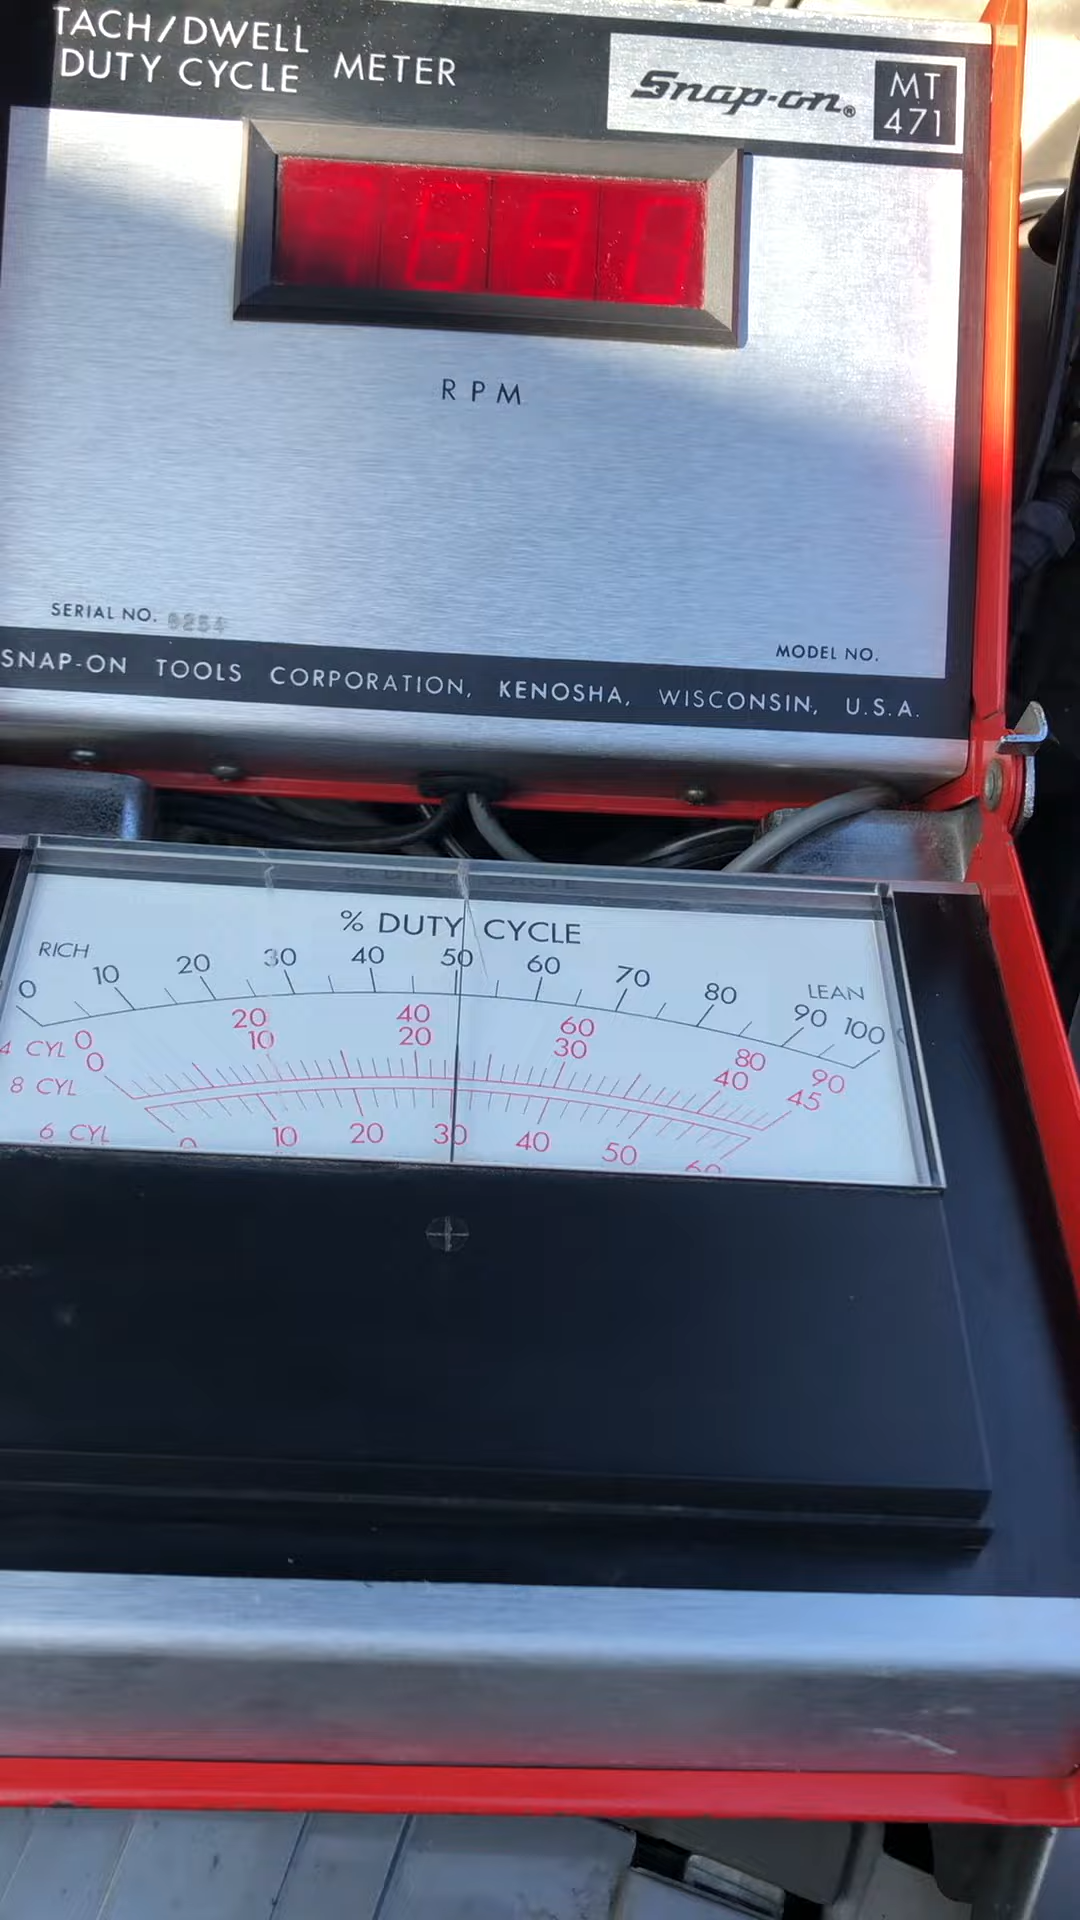 TACH/DWELL
DUTY CYCLE METER
Snap-on®
MT
471
RPM
SERIAL NO.
MODEL NO.
SNAP-ON TOOLS CORPORATION, KENOSHA, WISCONSIN, U.S.A.
% DUTY CYCLE
RICH
LEAN
0 10 20 30 40 50 60 70 80 90 100
4 CYL 0 20 40 60 80 90
8 CYL 0 10 20 30 40 45
6 CYL 0 10 20 30 40 50 60